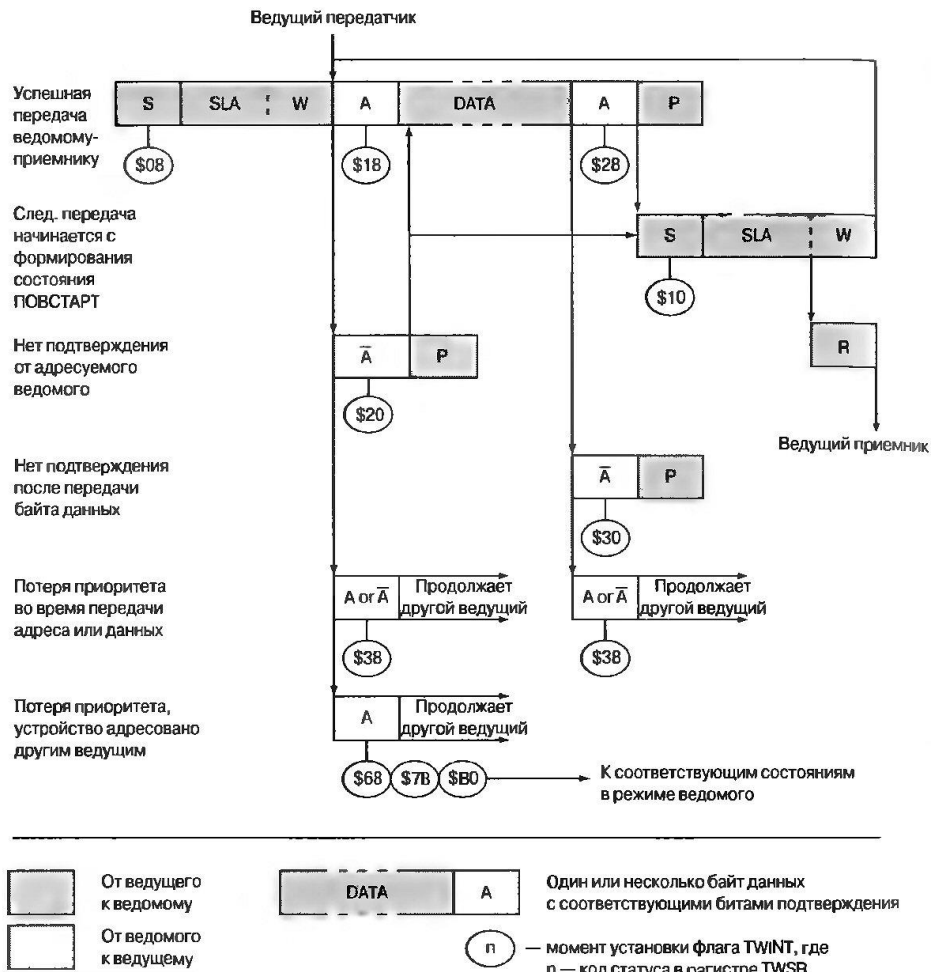 Ведущий передатчик
Успешная
передача
ведомому-
приемнику
S SLA W A DATA A P
$08 $18 $28
След. передача
начинается с
формирования
состояния
ПОВСТАРТ
S SLA W
$10
Нет подтверждения
от адресуемого
ведомого
A̅ P
$20
R
Ведущий приемник
Нет подтверждения
после передачи
байта данных
A̅ P
$30
Потеря приоритета
во время передачи
адреса или данных
A or A̅
Продолжает
другой ведущий
$38
A or A̅
Продолжает
другой ведущий
$38
Потеря приоритета,
устройство адресовано
другим ведущим
A
Продолжает
другой ведущий
$68 $7B $B0
К соответствующим состояниям
в режиме ведомого
От ведущего
к ведомому
DATA A
Один или несколько байт данных
с соответствующими битами подтверждения
От ведомого
к ведущему
n — момент установки флага TWINT, где
n — код статуса в регистре TWSR